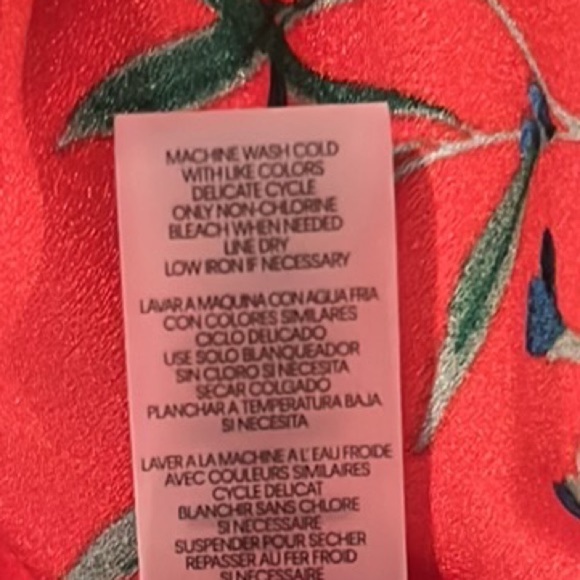 MACHINE WASH COLD
WITH LIKE COLORS
DELICATE CYCLE
ONLY NON-CHLORINE
BLEACH WHEN NEEDED
LINE DRY
LOW IRON IF NECESSARY
LAVAR A MAQUINA CON AGUA FRIA
CON COLORES SIMILARES
CICLO DELICADO
USE SOLO BLANQUEADOR
SIN CLORO SI NECESITA
SECAR COLGADO
PLANCHAR A TEMPERATURA BAJA
SI NECESITA
LAVER A LA MACHINE A L'EAU FROIDE
AVEC COULEURS SIMILAIRES
CYCLE DELICAT
BLANCHIR SANS CHLORE
SI NECESSAIRE
SUSPENDER POUR SECHER
REPASSER AU FER FROID
SI NECESSAIRE